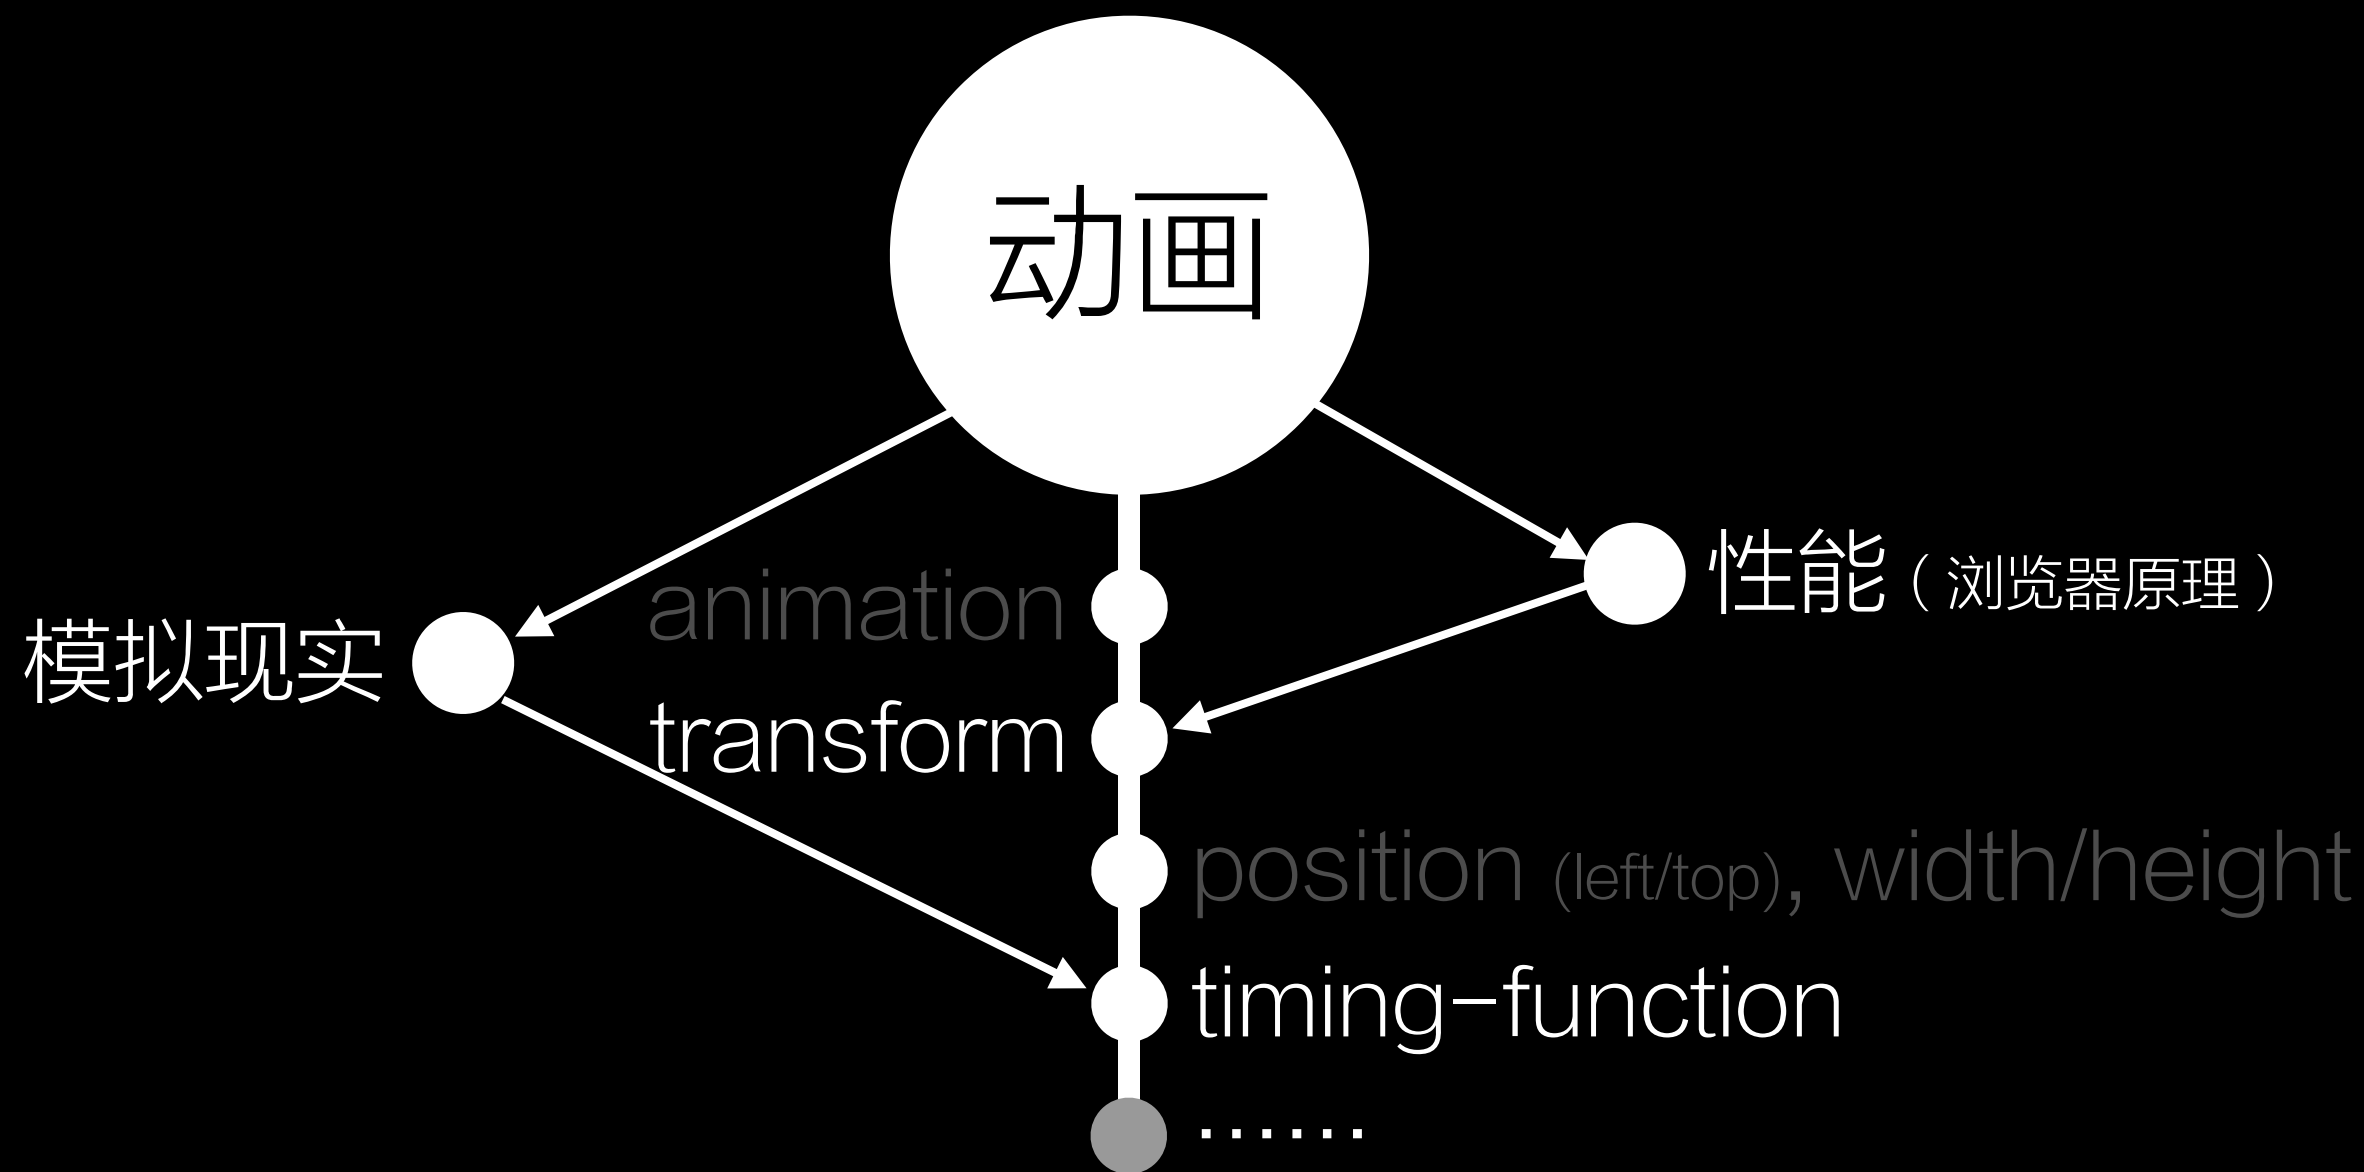 动画
性能（浏览器原理）
animation
模拟现实
transform
position (left/top), width/height
timing-function
······